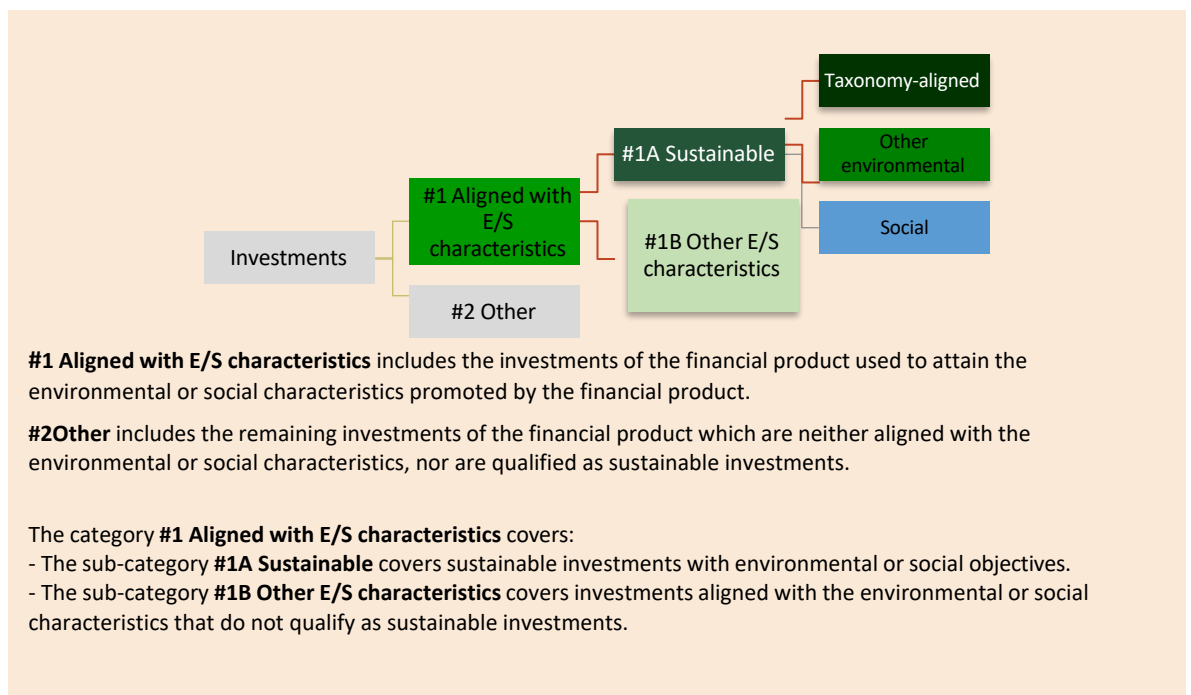 Taxonomy-aligned
#1A Sustainable
Other
environmental
#1 Aligned with
E/S
characteristics
Social
#1B Other E/S
characteristics
Investments
#2 Other
#1 Aligned with E/S characteristics includes the investments of the financial product used to attain the
environmental or social characteristics promoted by the financial product.
#2Other includes the remaining investments of the financial product which are neither aligned with the
environmental or social characteristics, nor are qualified as sustainable investments.
The category #1 Aligned with E/S characteristics covers:
- The sub-category #1A Sustainable covers sustainable investments with environmental or social objectives.
- The sub-category #1B Other E/S characteristics covers investments aligned with the environmental or social
characteristics that do not qualify as sustainable investments.